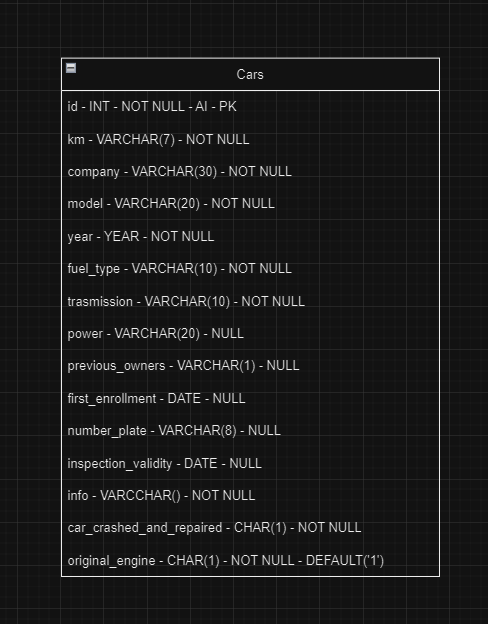 Cars
id - INT - NOT NULL - AI - PK
km - VARCHAR(7) - NOT NULL
company - VARCHAR(30) - NOT NULL
model - VARCHAR(20) - NOT NULL
year - YEAR - NOT NULL
fuel_type - VARCHAR(10) - NOT NULL
trasmission - VARCHAR(10) - NOT NULL
power - VARCHAR(20) - NULL
previous_owners - VARCHAR(1) - NULL
first_enrollment - DATE - NULL
number_plate - VARCHAR(8) - NULL
inspection_validity - DATE - NULL
info - VARCCHAR() - NOT NULL
car_crashed_and_repaired - CHAR(1) - NOT NULL
original_engine - CHAR(1) - NOT NULL - DEFAULT('1')